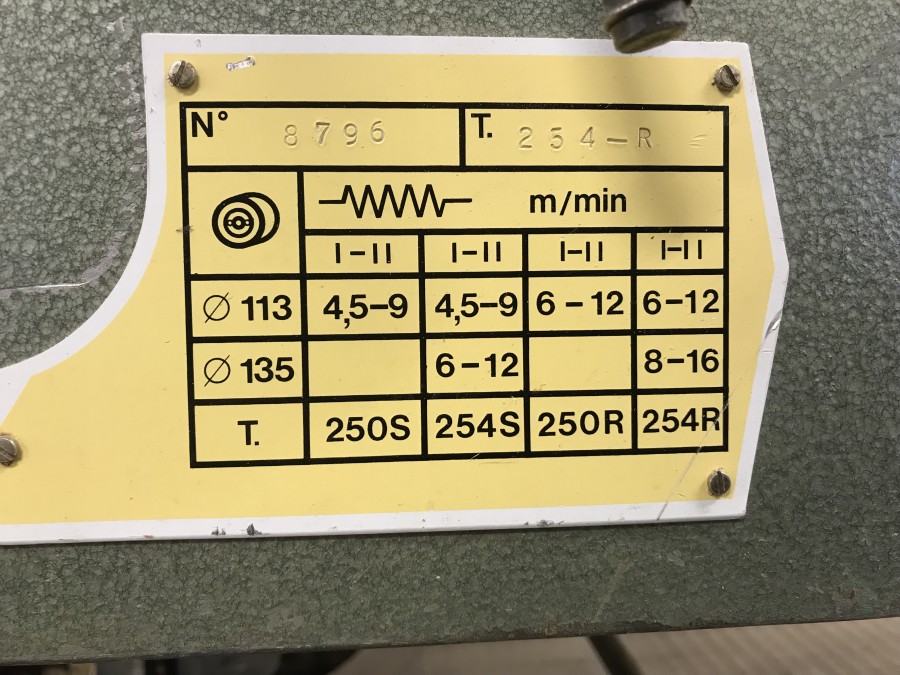 N° 8796 T. 254-R
m/min
I-II I-II I-II I-II
Ø 113 4,5-9 4,5-9 6-12 6-12
Ø 135 6-12 8-16
T. 250S 254S 250R 254R